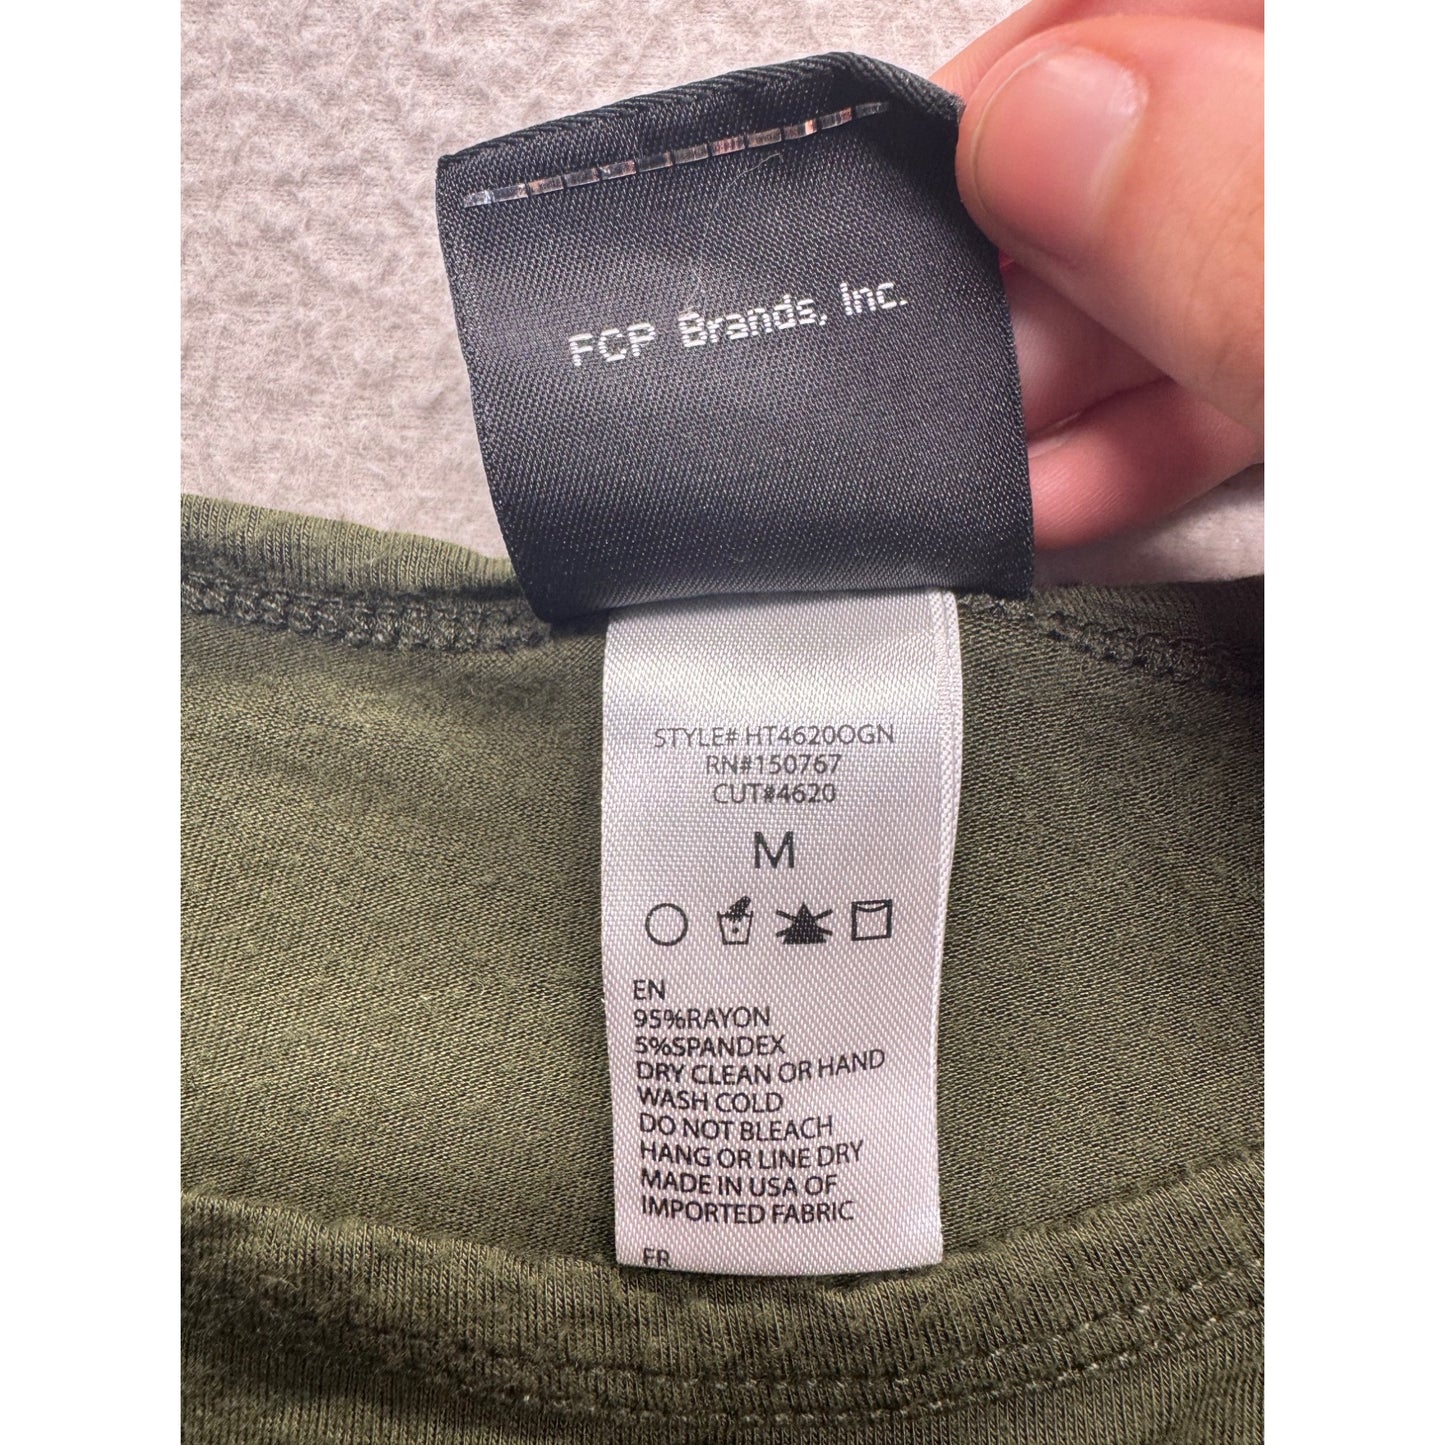 FCP Brands, Inc.
STYLE# HT4620OGN
RN#150767
CUT#4620
M
EN
95%RAYON
5%SPANDEX
DRY CLEAN OR HAND
WASH COLD
DO NOT BLEACH
HANG OR LINE DRY
MADE IN USA OF
IMPORTED FABRIC
FR